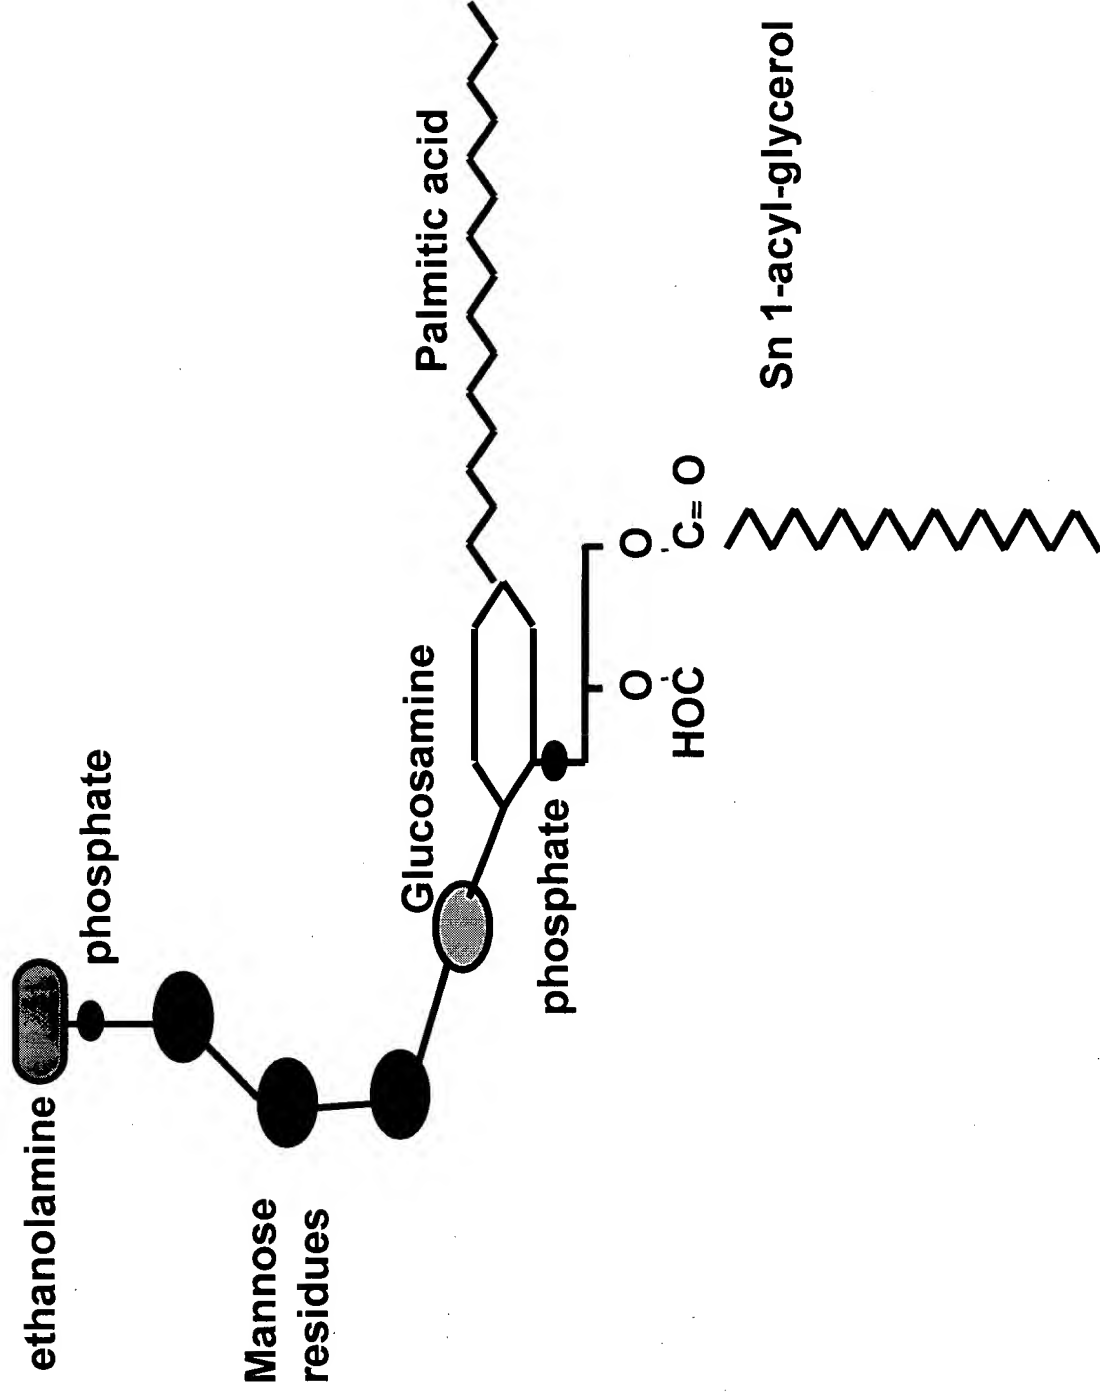 ethanolamine
phosphate
Mannose
residues
Glucosamine
Palmitic acid
phosphate
O
O
HOC
C=O
Sn 1-acyl-glycerol